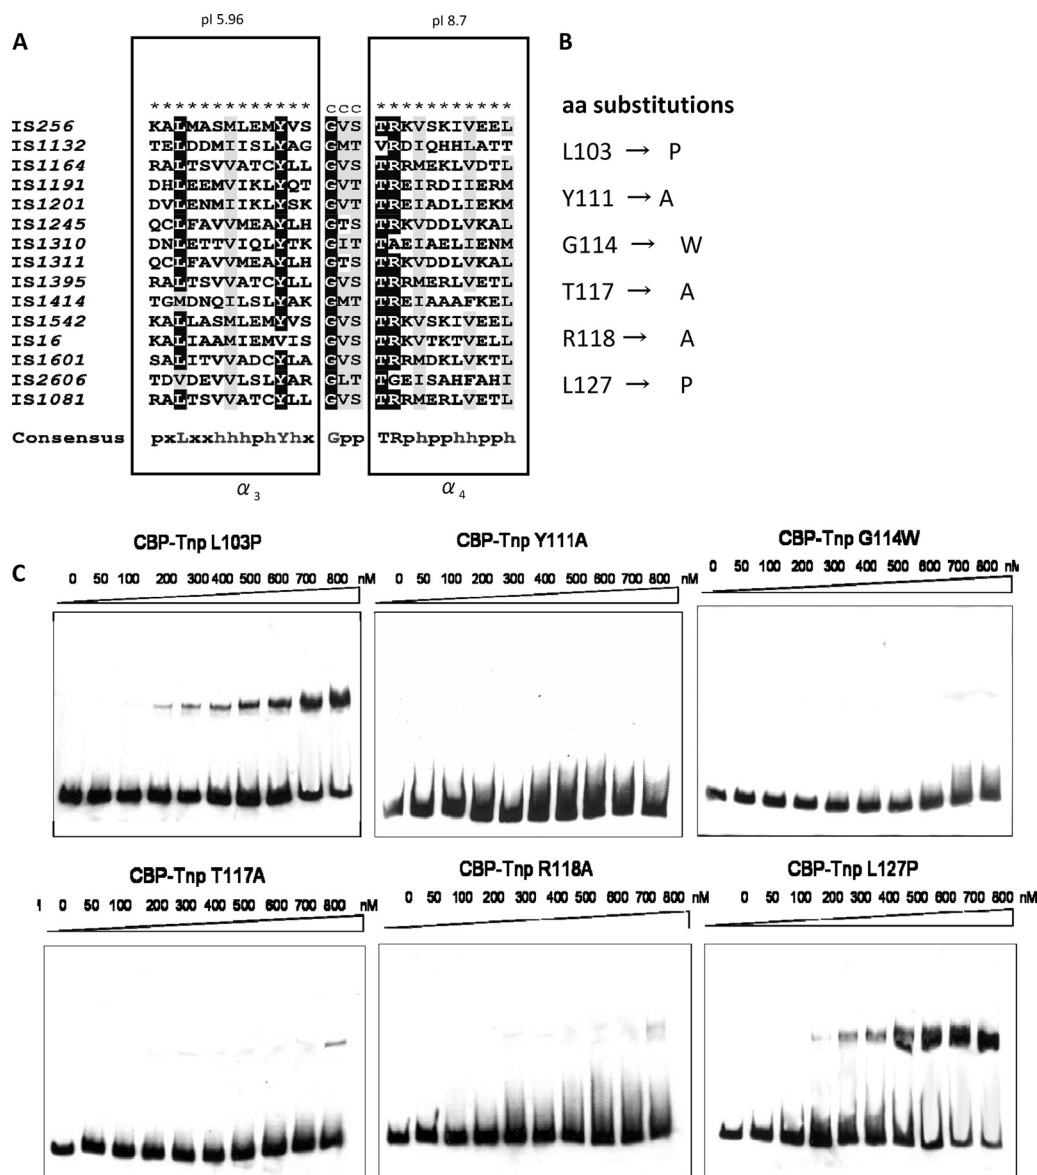 pI 5.96
pI 8.7
A
B
************* CCC ***********
IS256 KALMASMLEMYVS GVS TRKVSKIVEEL
IS1132 TELDDMIISLYAG GMT VRDIQHHLATT
IS1164 RALTSVVATCYLL GVS TRRMEKLVDTL
IS1191 DHLEEMVIKLYQT GVT TREIRDIIERM
IS1201 DVLENMIIKLYSK GVT TREIADLIEKM
IS1245 QCLFAVVMEAYLH GTS TRKVDDLVKAL
IS1310 DNLETTVIQLYTK GIT TAEIAELIENM
IS1311 QCLFAVVMEAYLH GTS TRKVDDLVKAL
IS1395 RALTSVVATCYLL GVS TRRMERLVETL
IS1414 TGMDNQILSLYAK GMT TREIAAAFKEL
IS1542 KALLASMLEMYVS GVS TRKVSKIVEEL
IS16 KALIAAMIEMVIS GVS TRKVTKTVELL
IS1601 SALITVVADCYLA GVS TRRMDKLVKTL
IS2606 TDVDEVVLSLYAR GLT TGEISAHFAHI
IS1081 RALTSVVATCYLL GVS TRRMERLVETL
Consensus pxLxxhhhphYhx Gpp TRphpphhpph
α3
α4
aa substitutions
L103 → P
Y111 → A
G114 → W
T117 → A
R118 → A
L127 → P
C
CBP-Tnp L103P
0 50 100 200 300 400 500 600 700 800 nM
CBP-Tnp Y111A
0 50 100 200 300 400 500 600 700 800 nM
CBP-Tnp G114W
0 50 100 200 300 400 500 600 700 800 nM
CBP-Tnp T117A
0 50 100 200 300 400 500 600 700 800 nM
CBP-Tnp R118A
0 50 100 200 300 400 500 600 700 800 nM
CBP-Tnp L127P
0 50 100 200 300 400 500 600 700 800 nM